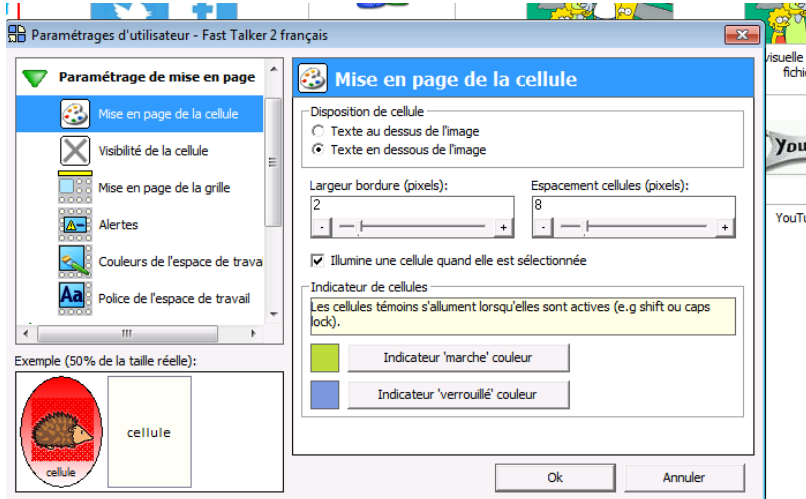 Paramétrages d'utilisateur - Fast Talker 2 français
Paramétrage de mise en page
Mise en page de la cellule
Visibilité de la cellule
Mise en page de la grille
Alertes
Couleurs de l'espace de trava
Police de l'espace de travail
Exemple (50% de la taille réelle):
cellule
cellule
Mise en page de la cellule
Disposition de cellule
Texte au dessus de l'image
Texte en dessous de l'image
Largeur bordure (pixels):
Espacement cellules (pixels):
2
8
- +
- +
Illumine une cellule quand elle est sélectionnée
Indicateur de cellules
Les cellules témoins s'allument lorsqu'elles sont actives (e.g shift ou caps
lock).
Indicateur 'marche' couleur
Indicateur 'verrouillé' couleur
Ok
Annuler
visuelle
fichi
You
YouTu